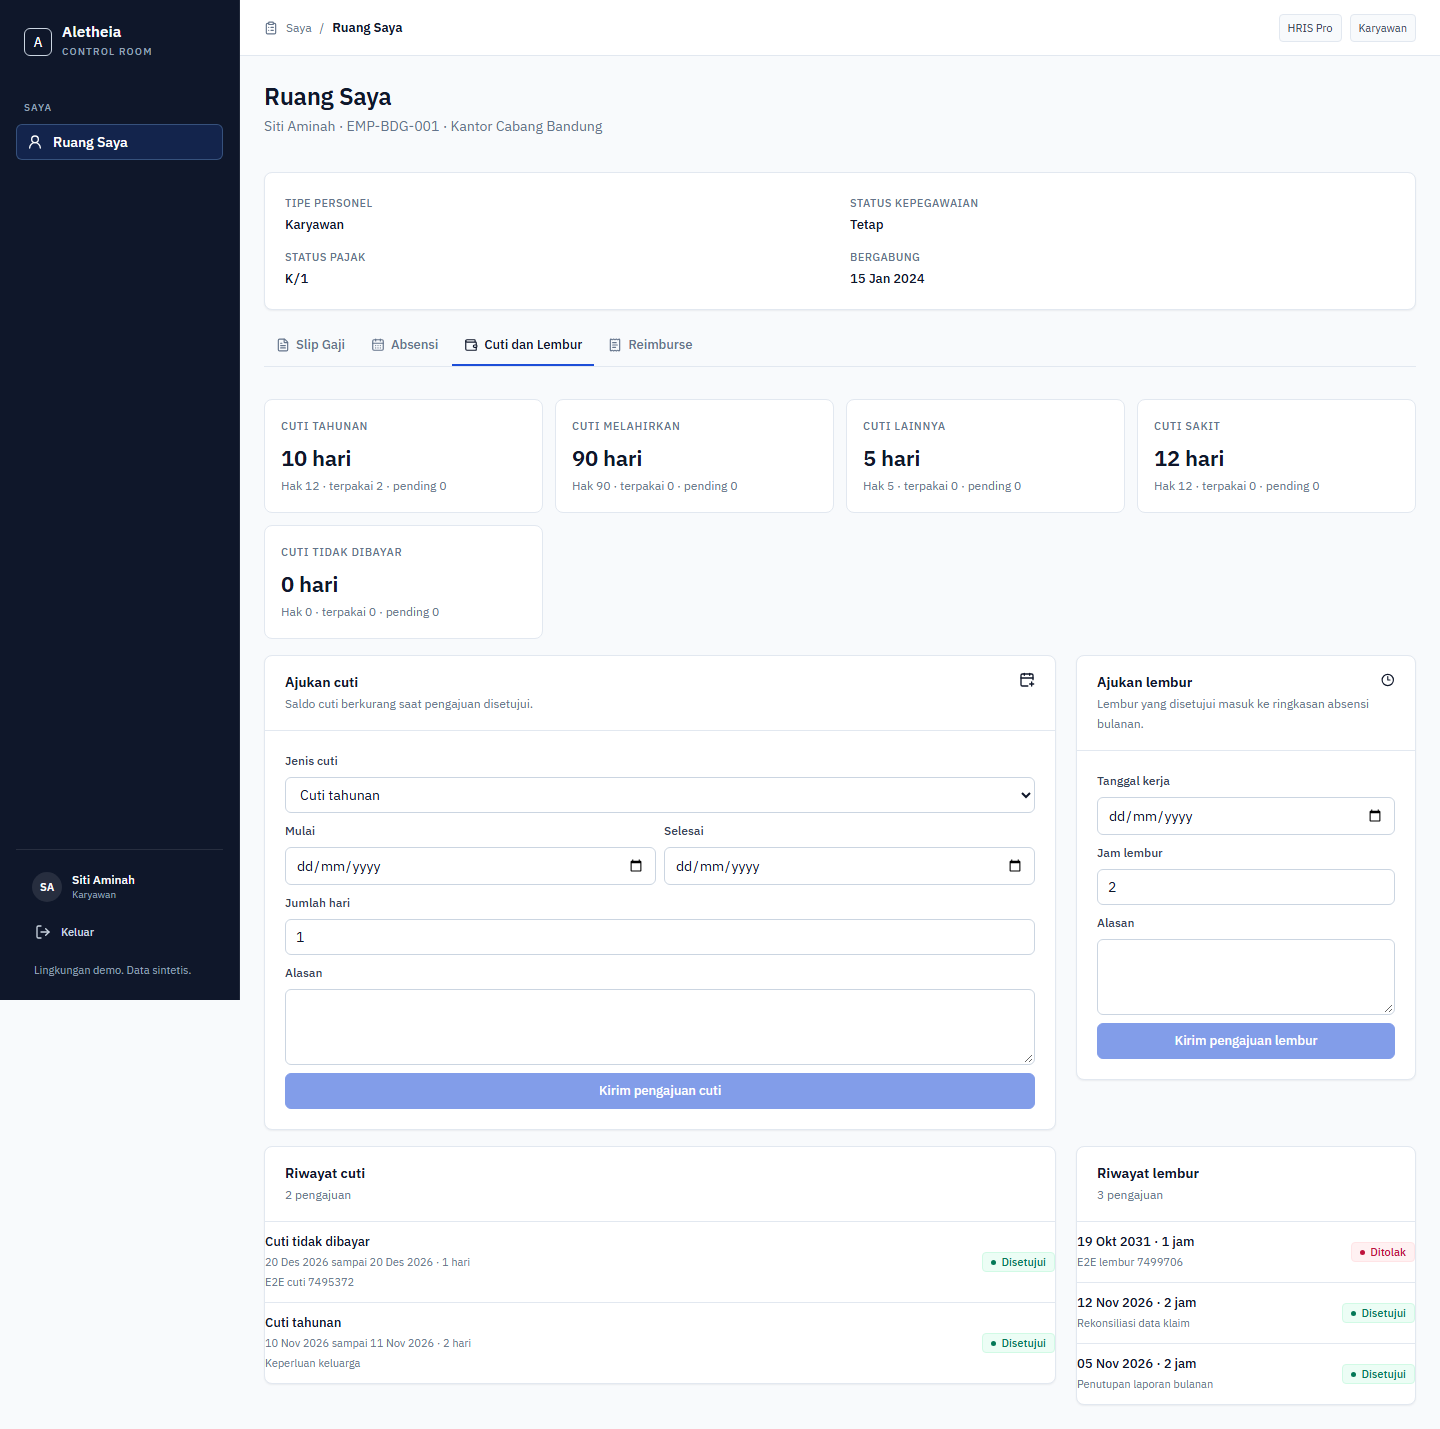 A
Aletheia
CONTROL ROOM
SAYA
Ruang Saya
SA
Siti Aminah
Karyawan
Keluar
Lingkungan demo. Data sintetis.
Saya / Ruang Saya
HRIS Pro
Karyawan
Ruang Saya
Siti Aminah · EMP-BDG-001 · Kantor Cabang Bandung
TIPE PERSONEL
Karyawan
STATUS KEPEGAWAIAN
Tetap
STATUS PAJAK
K/1
BERGABUNG
15 Jan 2024
Slip Gaji
Absensi
Cuti dan Lembur
Reimburse
CUTI TAHUNAN
10 hari
Hak 12 · terpakai 2 · pending 0
CUTI MELAHIRKAN
90 hari
Hak 90 · terpakai 0 · pending 0
CUTI LAINNYA
5 hari
Hak 5 · terpakai 0 · pending 0
CUTI SAKIT
12 hari
Hak 12 · terpakai 0 · pending 0
CUTI TIDAK DIBAYAR
0 hari
Hak 0 · terpakai 0 · pending 0
Ajukan cuti
Saldo cuti berkurang saat pengajuan disetujui.
Jenis cuti
Cuti tahunan
Mulai
dd/mm/yyyy
Selesai
dd/mm/yyyy
Jumlah hari
1
Alasan
Kirim pengajuan cuti
Ajukan lembur
Lembur yang disetujui masuk ke ringkasan absensi
bulanan.
Tanggal kerja
dd/mm/yyyy
Jam lembur
2
Alasan
Kirim pengajuan lembur
Riwayat cuti
2 pengajuan
Cuti tidak dibayar
20 Des 2026 sampai 20 Des 2026 · 1 hari
E2E cuti 7495372
Disetujui
Cuti tahunan
10 Nov 2026 sampai 11 Nov 2026 · 2 hari
Keperluan keluarga
Disetujui
Riwayat lembur
3 pengajuan
19 Okt 2031 · 1 jam
E2E lembur 7499706
Ditolak
12 Nov 2026 · 2 jam
Rekonsiliasi data klaim
Disetujui
05 Nov 2026 · 2 jam
Penutupan laporan bulanan
Disetujui